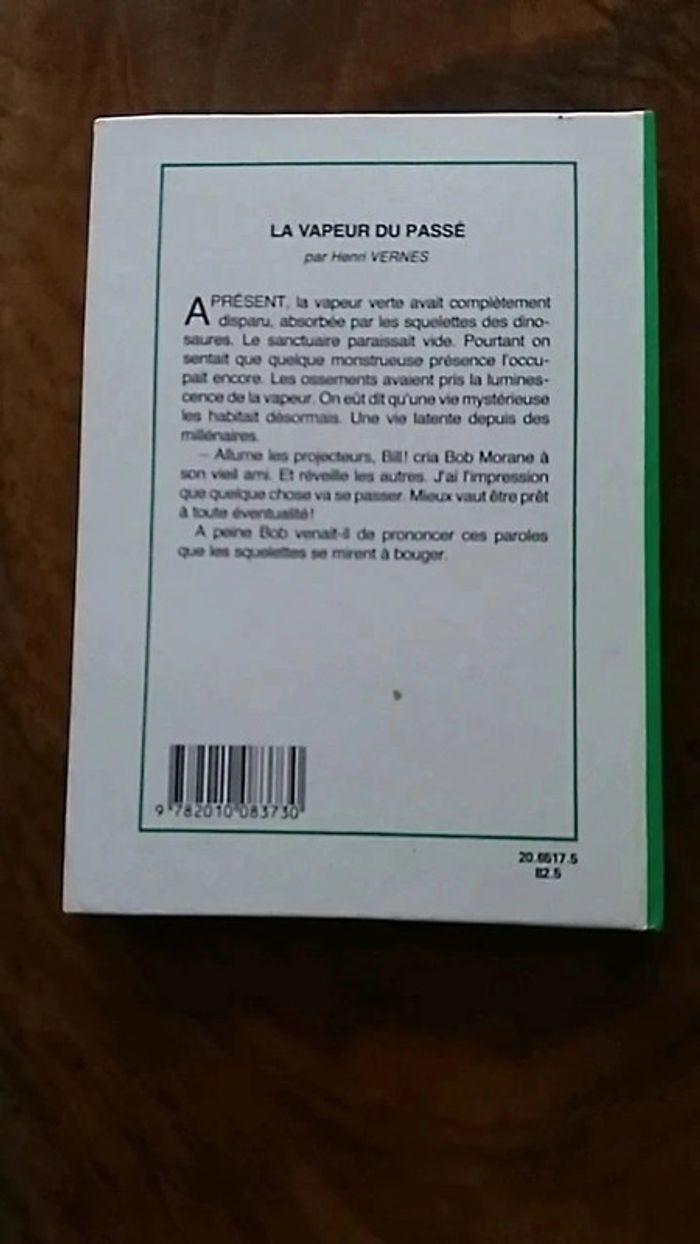 LA VAPEUR DU PASSÉ
par Henri VERNES
A PRÉSENT, la vapeur verte avait complètement
disparu, absorbée par les squelettes des dino-
saures. Le sanctuaire paraissait vide. Pourtant on
sentait que quelque monstrueuse présence l'occu-
pait encore. Les ossements avaient pris la lumines-
cence de la vapeur. On eût dit qu'une vie mystérieuse
les habitait désormais. Une vie latente depuis des
millénaires.
– Allume les projecteurs, Bill! cria Bob Morane à
son vieil ami. Et réveille les autres. J'ai l'impression
que quelque chose va se passer. Mieux vaut être prêt
à toute éventualité!
A peine Bob venait-il de prononcer ces paroles
que les squelettes se mirent à bouger.
9 782010 083730
20.6517.5
82.5